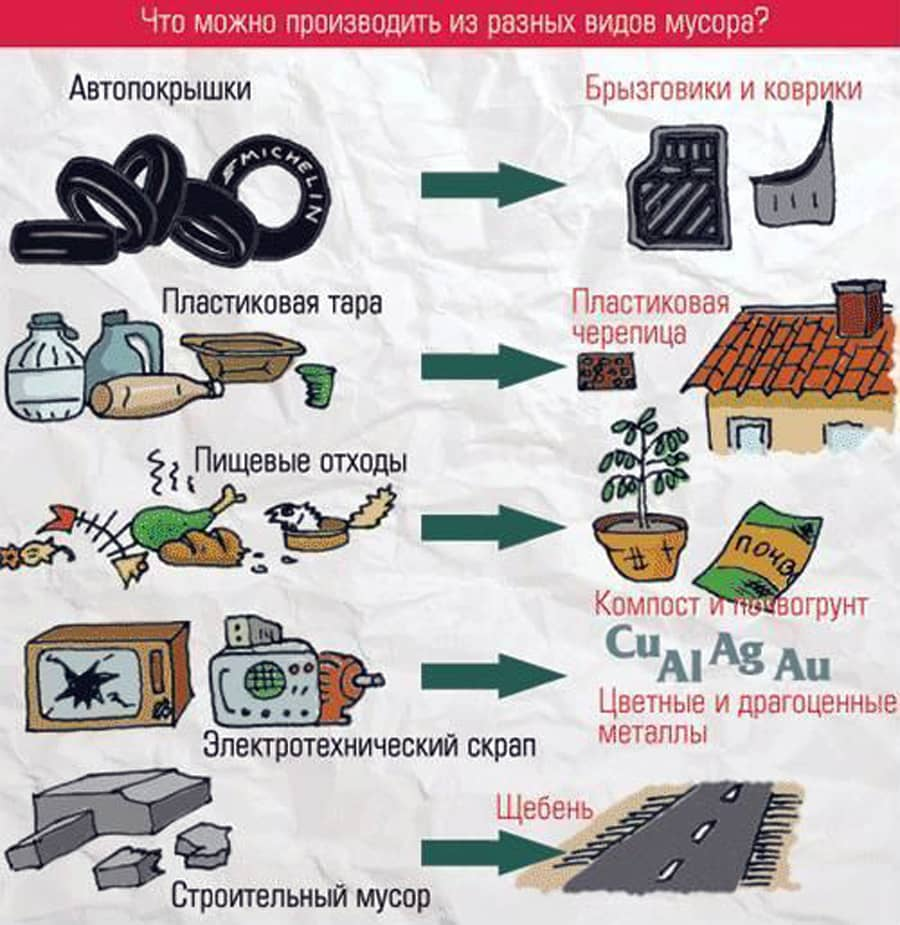 Что можно производить из разных видов мусора?
Автопокрышки
Брызговики и коврики
MICHELIN
Пластиковая тара
Пластиковая
черепица
Пищевые отходы
ПОЧВ
Компост и почвогрунт
Cu Al Ag Au
Электротехнический скрап
Цветные и драгоценные
металлы
Щебень
Строительный мусор